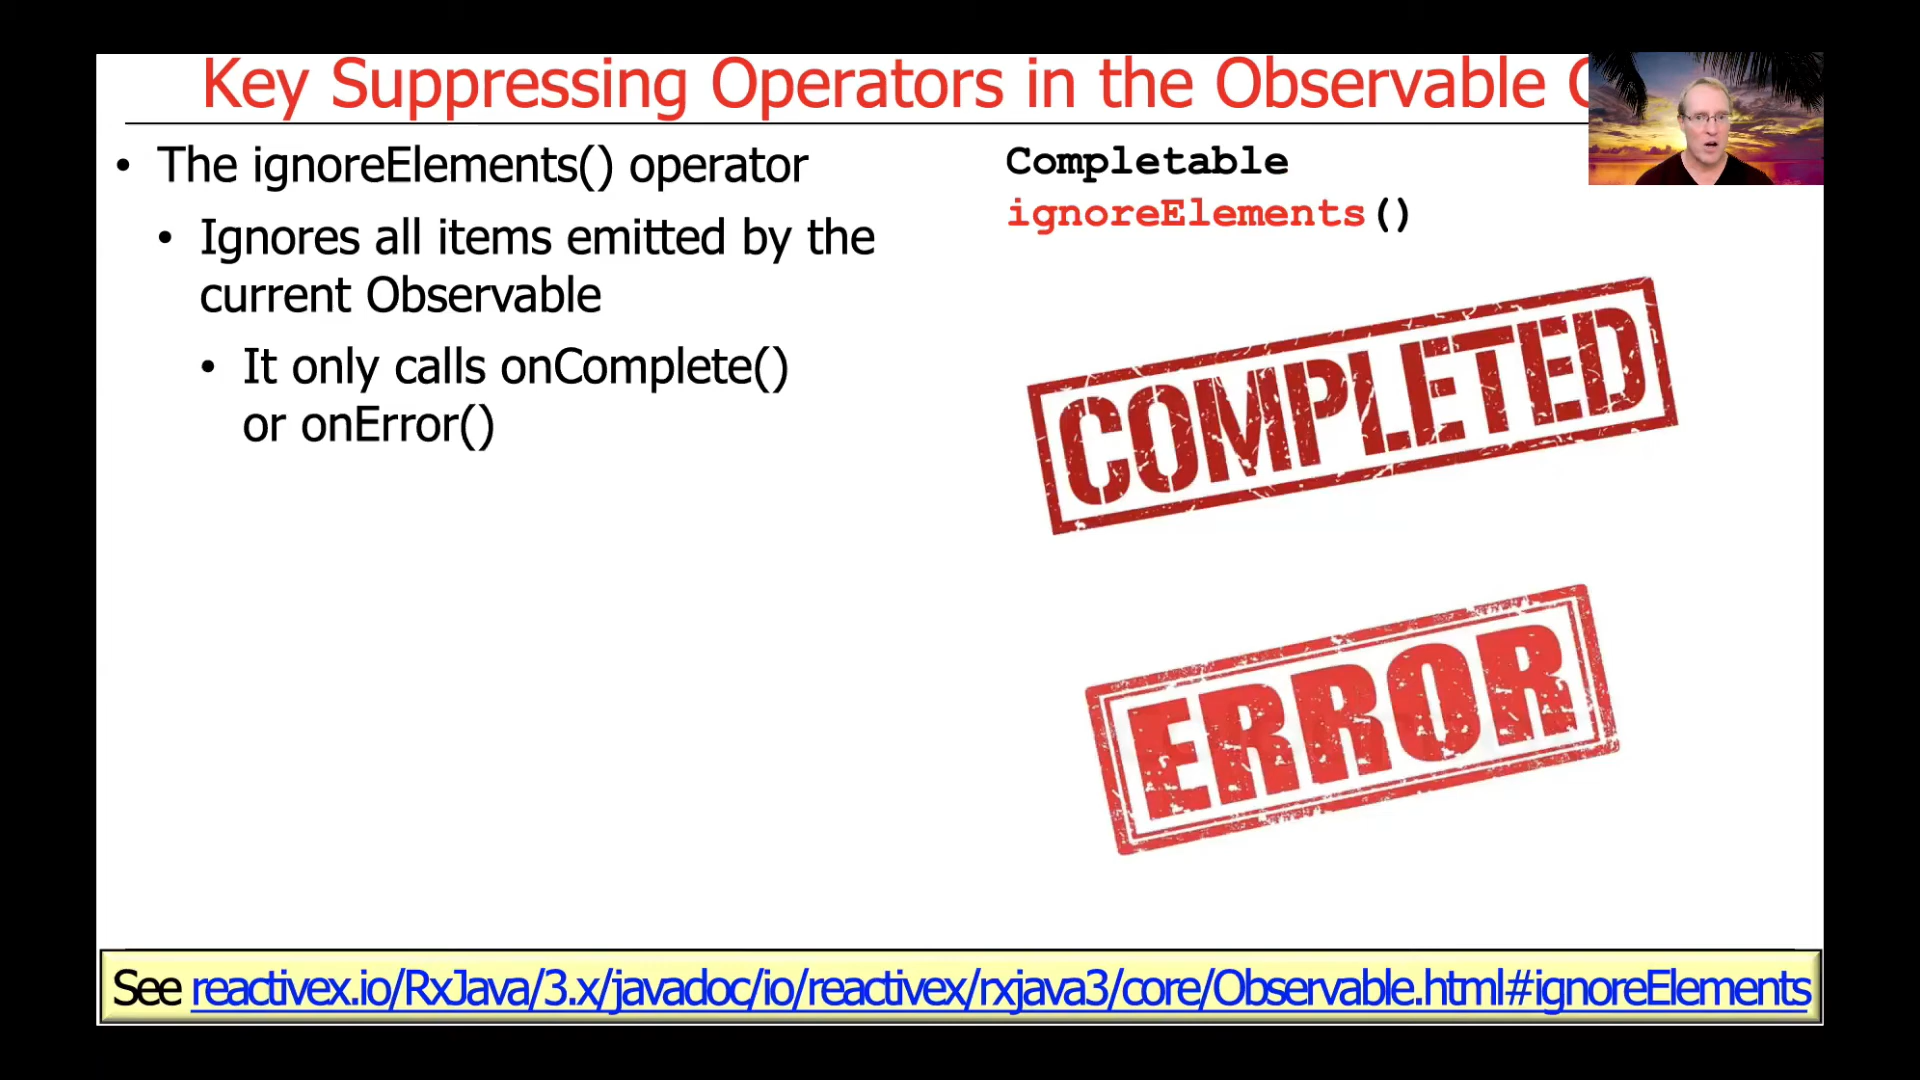 Key Suppressing Operators in the Observable
• The ignoreElements() operator
• Ignores all items emitted by the
current Observable
• It only calls onComplete()
or onError()
Completable
ignoreElements()
COMPLETED
ERROR
See reactivex.io/RxJava/3.x/javadoc/io/reactivex/rxjava3/core/Observable.html#ignoreElements